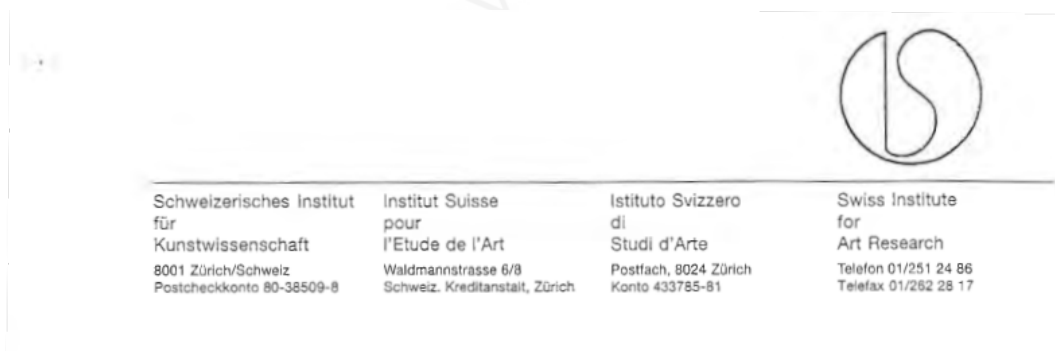 Schweizerisches Institut
für
Kunstwissenschaft
8001 Zürich/Schweiz
Postcheckkonto 80-38509-8
Institut Suisse
pour
l'Etude de l'Art
Waldmannstrasse 6/8
Schweiz. Kreditanstalt, Zürich
Istituto Svizzero
di
Studi d'Arte
Postfach, 8024 Zürich
Konto 433785-81
Swiss Institute
for
Art Research
Telefon 01/251 24 86
Telefax 01/262 28 17